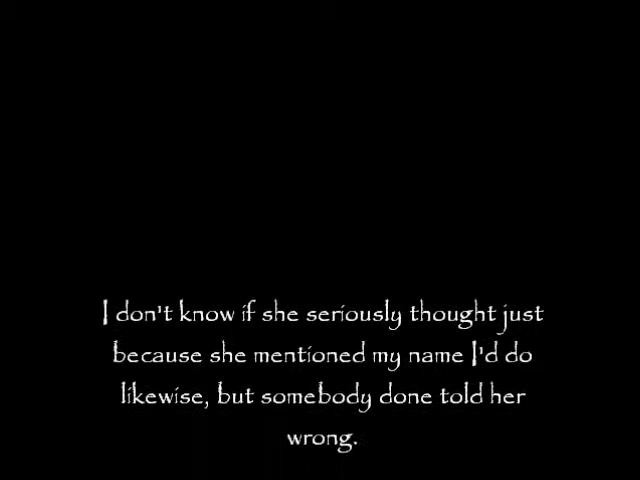 I don't know if she seriously thought just
because she mentioned my name I'd do
likewise, but somebody done told her
wrong.